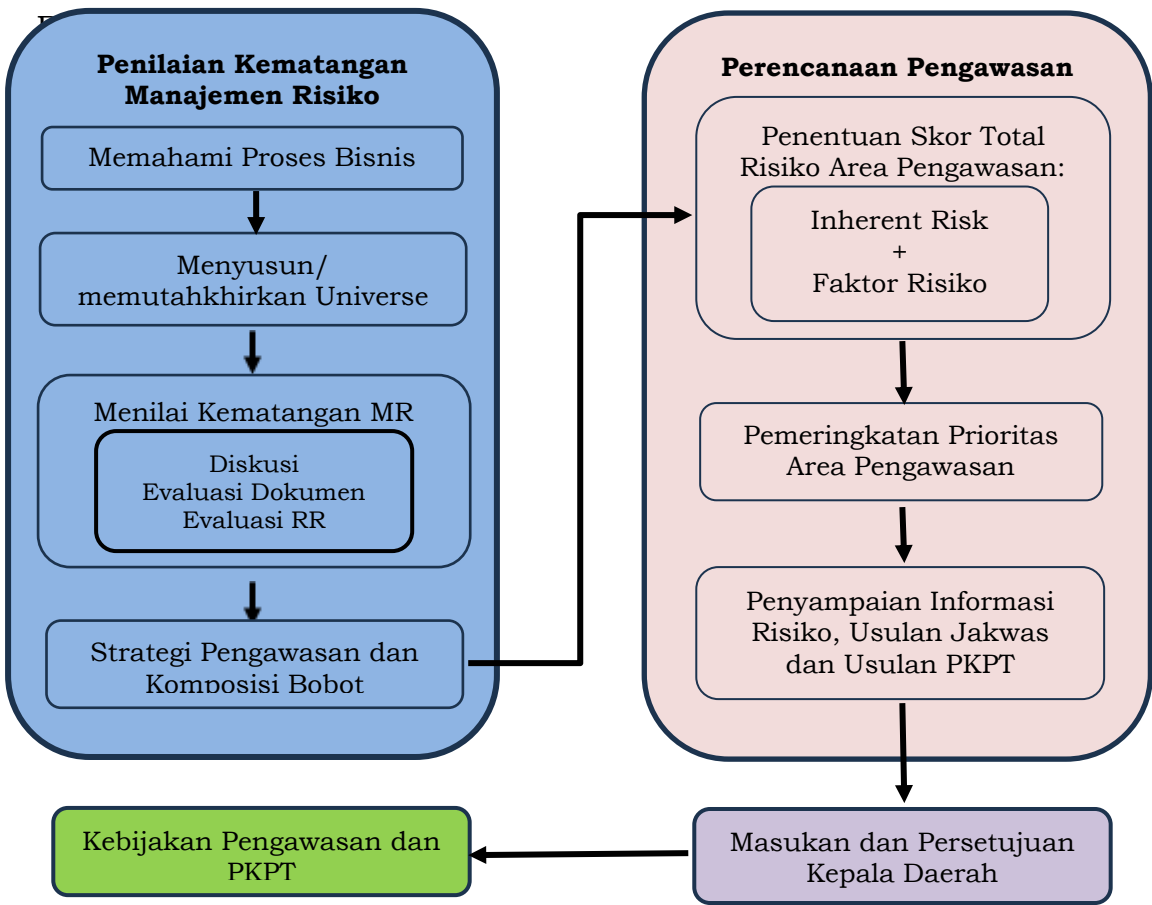 Penilaian Kematangan
Manajemen Risiko
Memahami Proses Bisnis
Menyusun/
memutahkhirkan Universe
Menilai Kematangan MR
Diskusi
Evaluasi Dokumen
Evaluasi RR
Strategi Pengawasan dan
Komposisi Bobot
Perencanaan Pengawasan
Penentuan Skor Total
Risiko Area Pengawasan:
Inherent Risk
+
Faktor Risiko
Pemeringkatan Prioritas
Area Pengawasan
Penyampaian Informasi
Risiko, Usulan Jakwas
dan Usulan PKPT
Masukan dan Persetujuan
Kepala Daerah
Kebijakan Pengawasan dan
PKPT